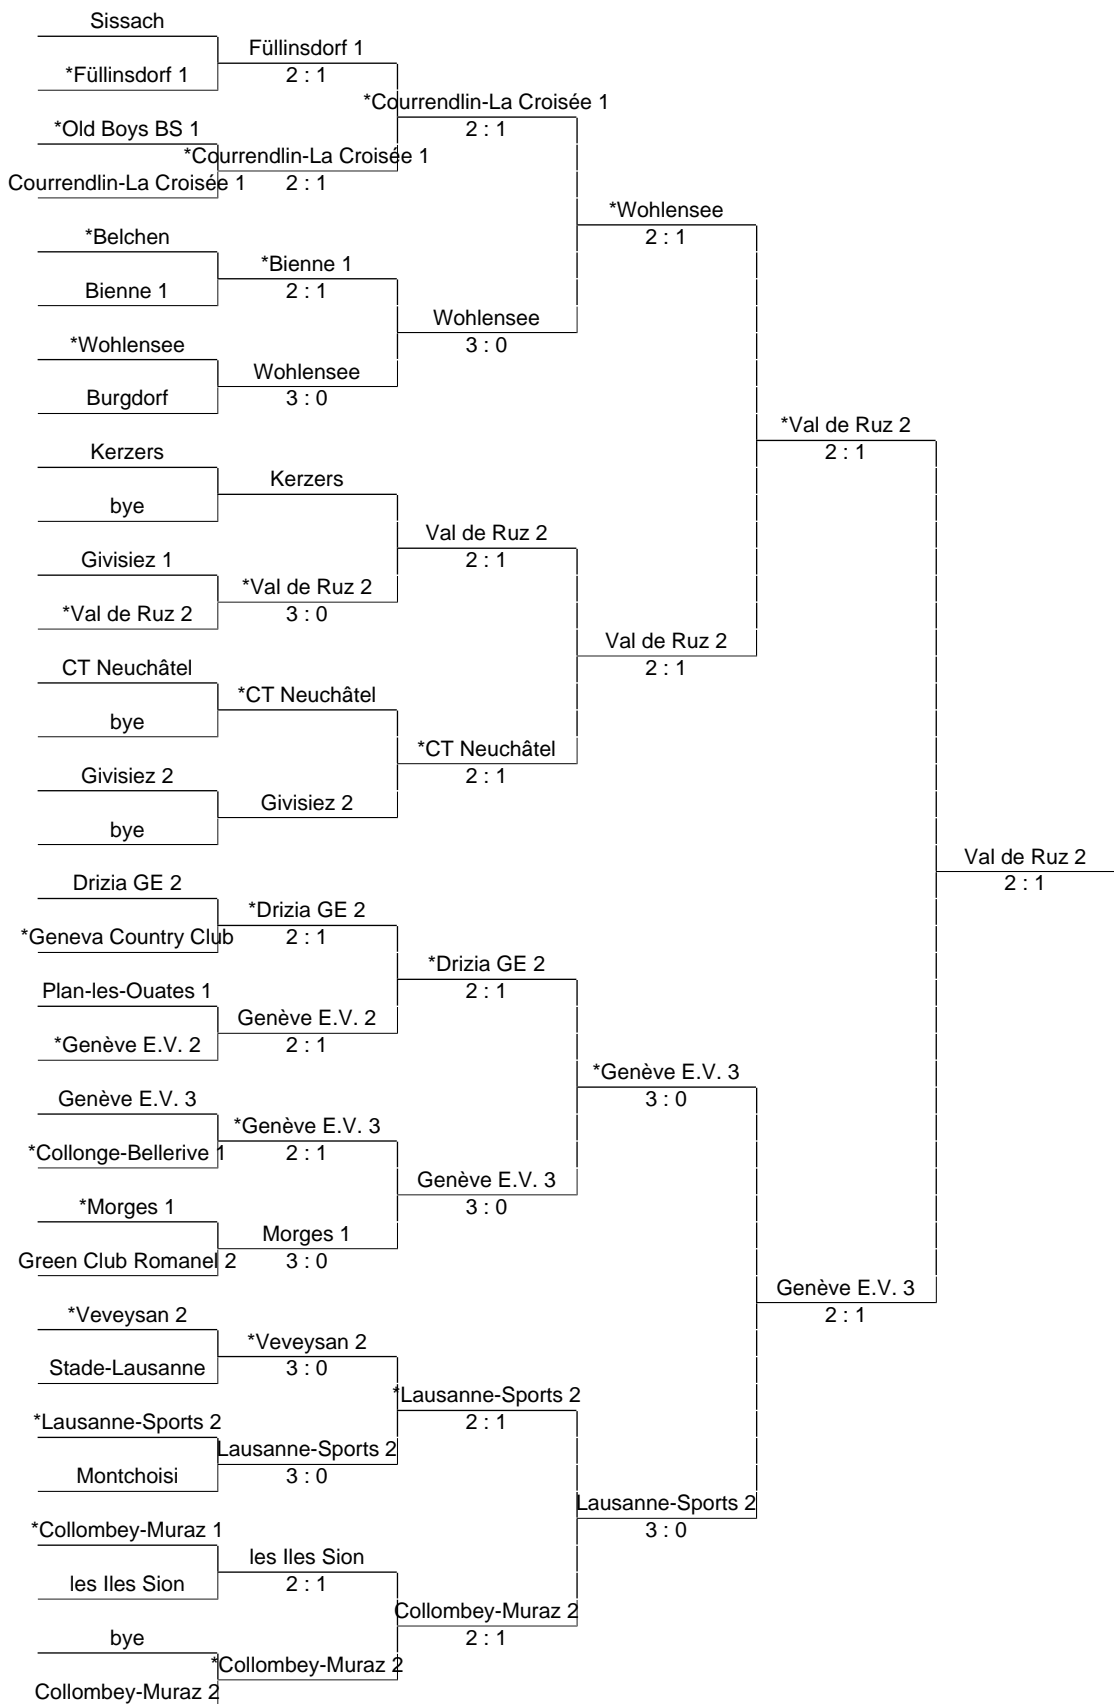 Sissach
Füllinsdorf 1
*Füllinsdorf 1
2 : 1
*Courrendlin-La Croisée 1
*Old Boys BS 1
2 : 1
*Courrendlin-La Croisée 1
Courrendlin-La Croisée 1
2 : 1
*Wohlensee
*Belchen
2 : 1
*Bienne 1
Bienne 1
2 : 1
Wohlensee
*Wohlensee
3 : 0
Wohlensee
Burgdorf
3 : 0
*Val de Ruz 2
Kerzers
2 : 1
Kerzers
bye
Val de Ruz 2
Givisiez 1
2 : 1
*Val de Ruz 2
*Val de Ruz 2
3 : 0
Val de Ruz 2
CT Neuchâtel
2 : 1
*CT Neuchâtel
bye
*CT Neuchâtel
Givisiez 2
2 : 1
Givisiez 2
bye
Val de Ruz 2
Drizia GE 2
2 : 1
*Drizia GE 2
*Geneva Country Club
2 : 1
*Drizia GE 2
Plan-les-Ouates 1
2 : 1
Genève E.V. 2
*Genève E.V. 2
2 : 1
*Genève E.V. 3
Genève E.V. 3
3 : 0
*Genève E.V. 3
*Collonge-Bellerive 1
2 : 1
Genève E.V. 3
*Morges 1
3 : 0
Morges 1
Green Club Romanel 2
3 : 0
Genève E.V. 3
*Veveysan 2
2 : 1
*Veveysan 2
Stade-Lausanne
3 : 0
*Lausanne-Sports 2
*Lausanne-Sports 2
2 : 1
Lausanne-Sports 2
Montchoisi
3 : 0
Lausanne-Sports 2
*Collombey-Muraz 1
3 : 0
les Iles Sion
les Iles Sion
2 : 1
Collombey-Muraz 2
bye
2 : 1
*Collombey-Muraz 2
Collombey-Muraz 2